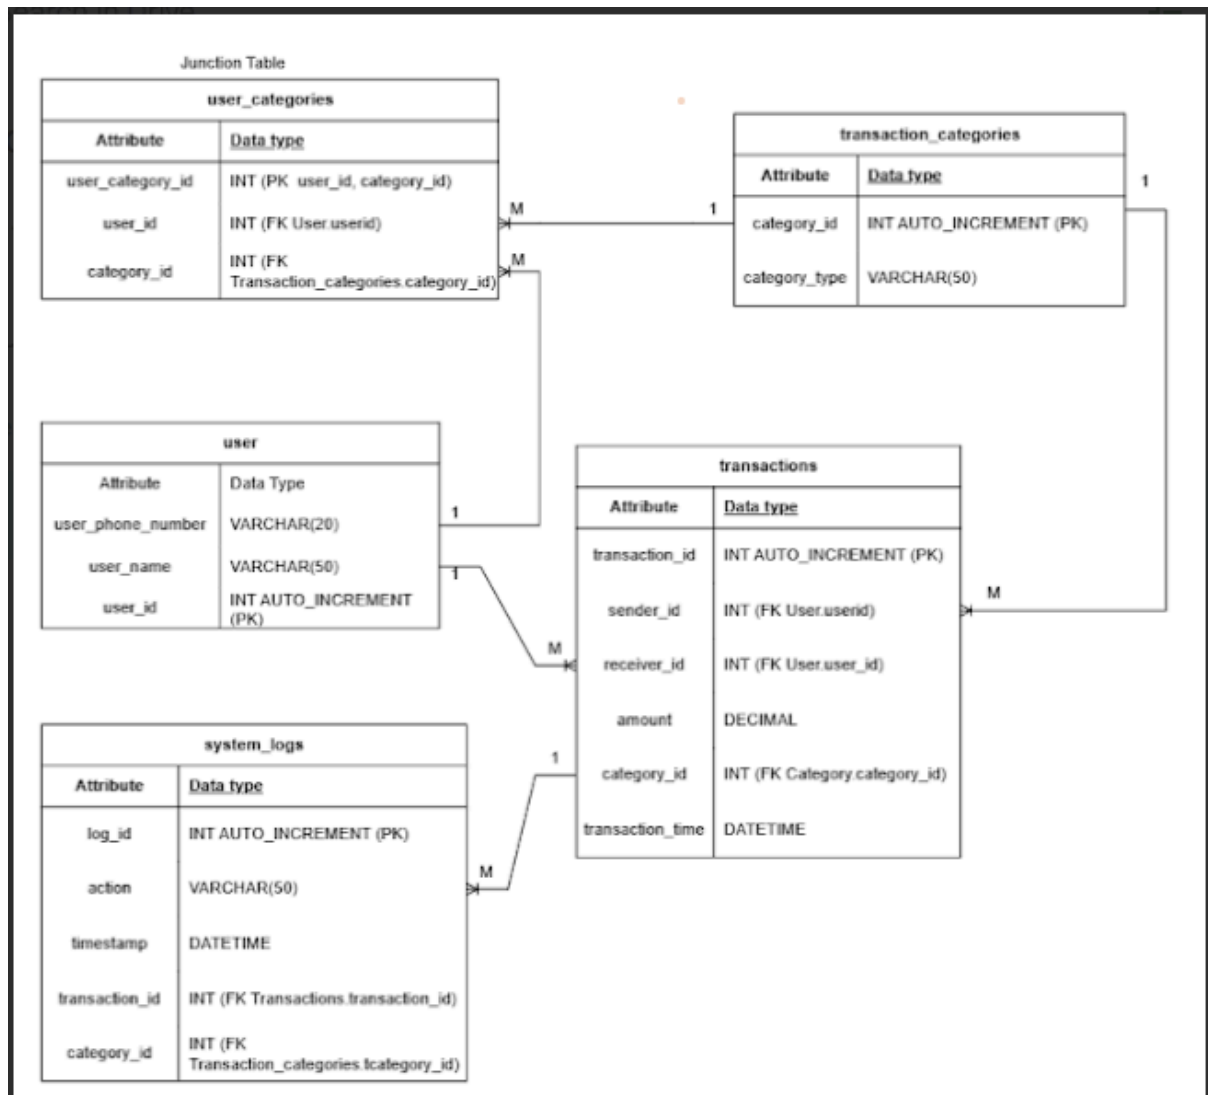 Junction Table
user_categories
Attribute Data type
user_category_id INT (PK user_id, category_id)
user_id INT (FK User.userid)
category_id INT (FK
Transaction_categories.category_id)
M
1
M
transaction_categories
Attribute Data type
category_id INT AUTO_INCREMENT (PK)
category_type VARCHAR(50)
1
user
Attribute Data Type
user_phone_number VARCHAR(20)
user_name VARCHAR(50)
user_id INT AUTO_INCREMENT
(PK)
1
1
M
transactions
Attribute Data type
transaction_id INT AUTO_INCREMENT (PK)
sender_id INT (FK User.userid)
receiver_id INT (FK User.user_id)
amount DECIMAL
category_id INT (FK Category.category_id)
transaction_time DATETIME
M
1
M
system_logs
Attribute Data type
log_id INT AUTO_INCREMENT (PK)
action VARCHAR(50)
timestamp DATETIME
transaction_id INT (FK Transactions.transaction_id)
category_id INT (FK
Transaction_categories.tcategory_id)